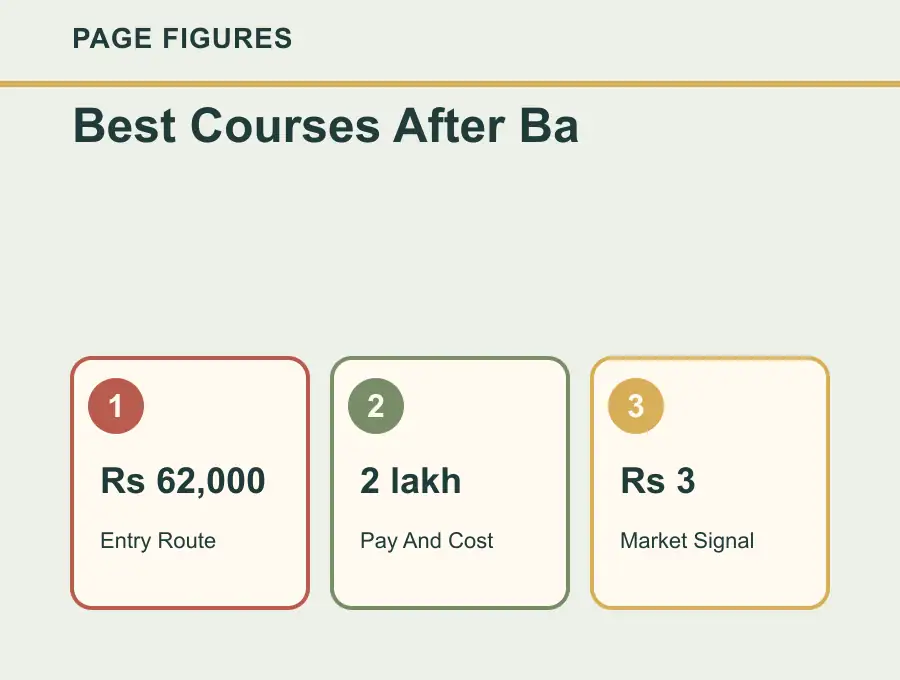 PAGE FIGURES
Best Courses After Ba
1
Rs 62,000
Entry Route
2
2 lakh
Pay And Cost
3
Rs 3
Market Signal